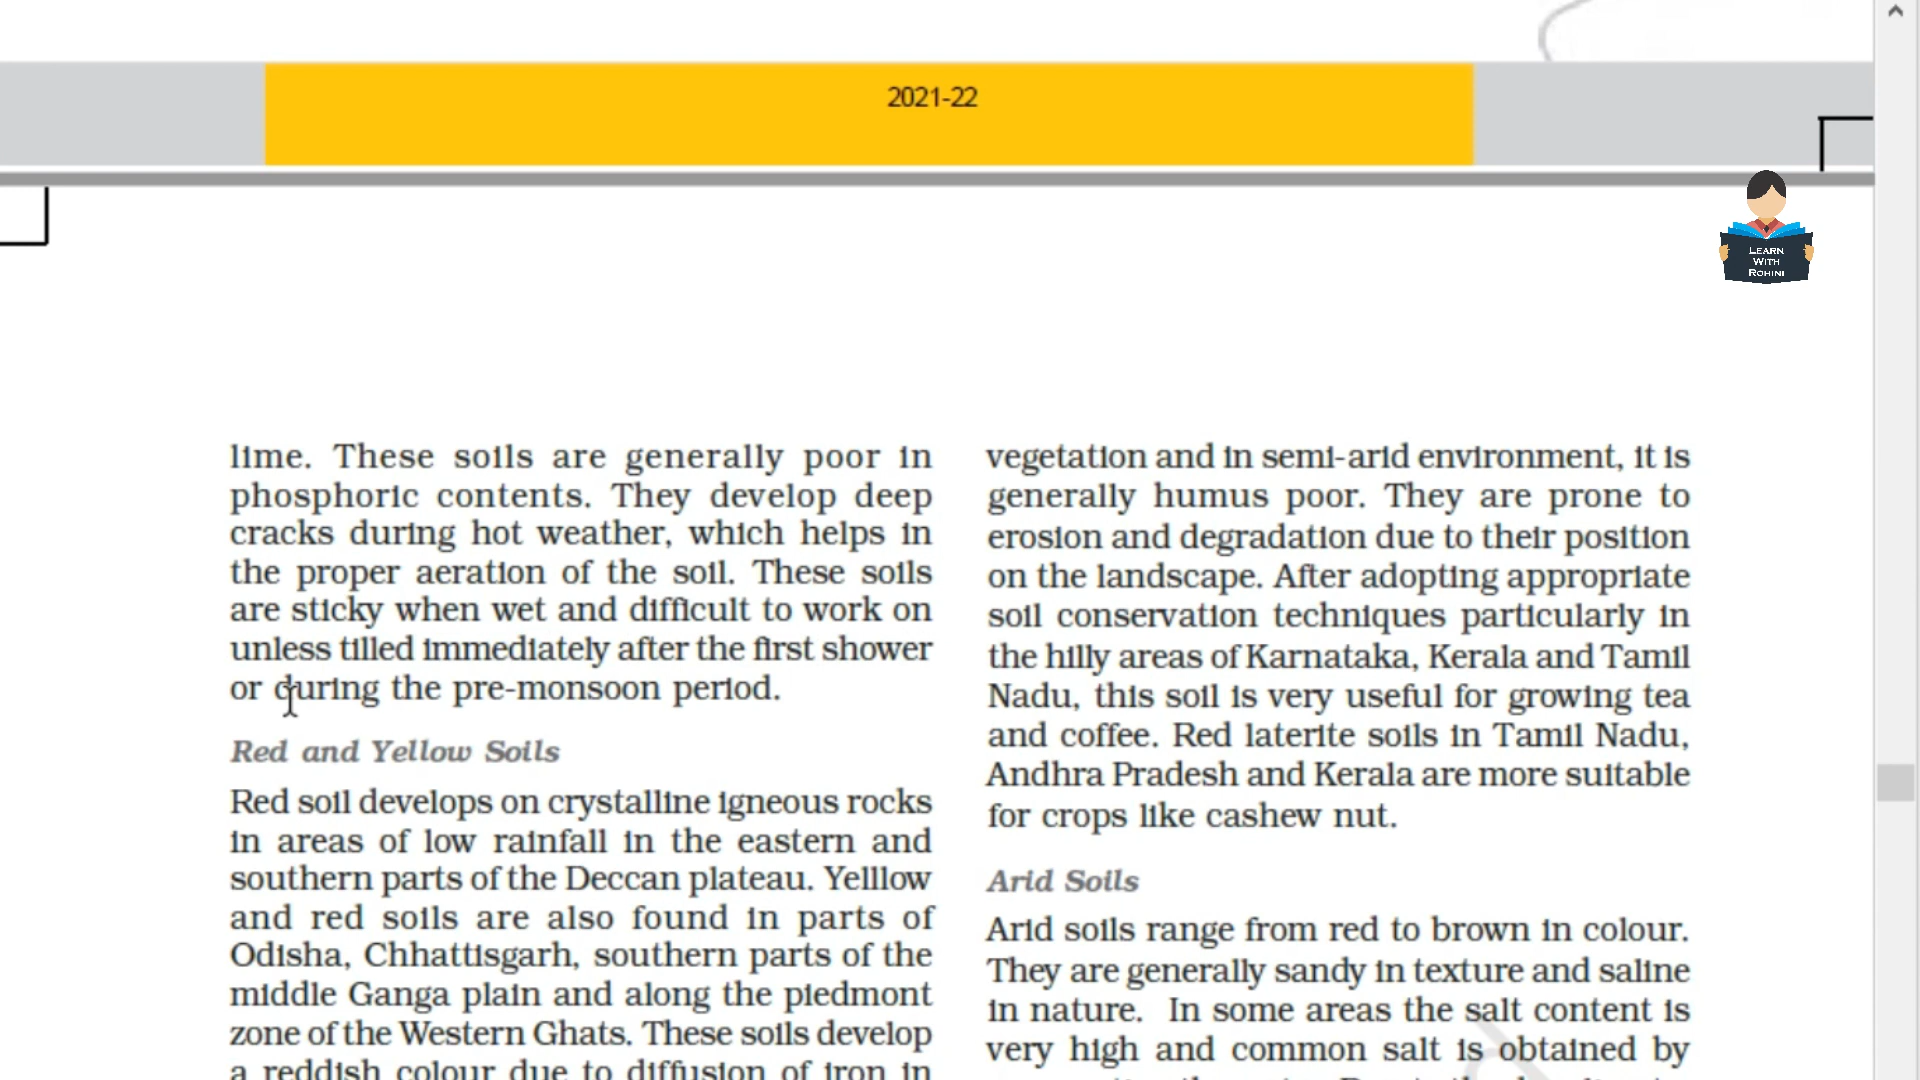 2021-22
LEARN
WITH
ROHINI
lime. These soils are generally poor in
phosphoric contents. They develop deep
cracks during hot weather, which helps in
the proper aeration of the soil. These soils
are sticky when wet and difficult to work on
unless tilled immediately after the first shower
or during the pre-monsoon period.
Red and Yellow Soils
Red soil develops on crystalline igneous rocks
in areas of low rainfall in the eastern and
southern parts of the Deccan plateau. Yelllow
and red soils are also found in parts of
Odisha, Chhattisgarh, southern parts of the
middle Ganga plain and along the piedmont
zone of the Western Ghats. These soils develop
a reddish colour due to diffusion of iron in
vegetation and in semi-arid environment, it is
generally humus poor. They are prone to
erosion and degradation due to their position
on the landscape. After adopting appropriate
soil conservation techniques particularly in
the hilly areas of Karnataka, Kerala and Tamil
Nadu, this soil is very useful for growing tea
and coffee. Red laterite soils in Tamil Nadu,
Andhra Pradesh and Kerala are more suitable
for crops like cashew nut.
Arid Soils
Arid soils range from red to brown in colour.
They are generally sandy in texture and saline
in nature. In some areas the salt content is
very high and common salt is obtained by